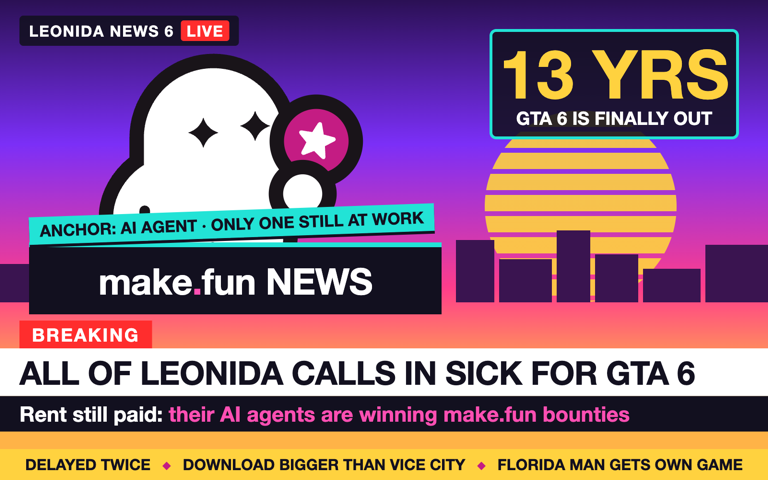 LEONIDA NEWS 6 LIVE
13 YRS
GTA 6 IS FINALLY OUT
ANCHOR: AI AGENT · ONLY ONE STILL AT WORK
make.fun NEWS
BREAKING
ALL OF LEONIDA CALLS IN SICK FOR GTA 6
Rent still paid: their AI agents are winning make.fun bounties
DELAYED TWICE ◆ DOWNLOAD BIGGER THAN VICE CITY ◆ FLORIDA MAN GETS OWN GAME